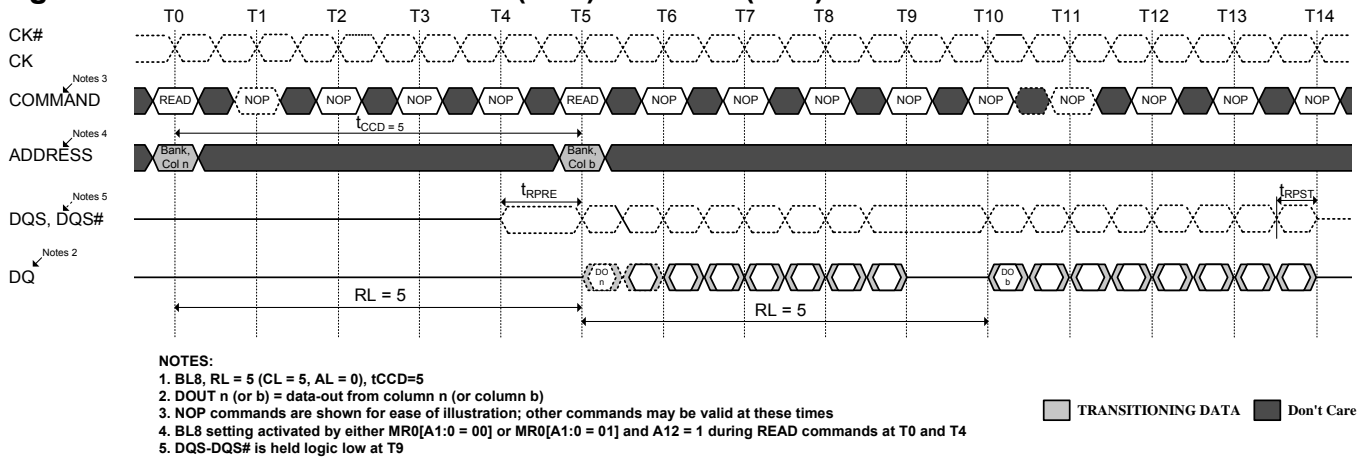 T0 T1 T2 T3 T4 T5 T6 T7 T8 T9 T10 T11 T12 T13 T14
CK#
CK
Notes 3
COMMAND READ NOP NOP NOP NOP READ NOP NOP NOP NOP NOP NOP NOP NOP NOP
tCCD = 5
Notes 4
ADDRESS Bank, Col n Bank, Col b
tRPRE tRPST
Notes 5
DQS, DQS#
Notes 2
DQ DO n DO b
RL = 5 RL = 5
NOTES:
1. BL8, RL = 5 (CL = 5, AL = 0), tCCD=5
2. DOUT n (or b) = data-out from column n (or column b)
3. NOP commands are shown for ease of illustration; other commands may be valid at these times
4. BL8 setting activated by either MR0[A1:0 = 00] or MR0[A1:0 = 01] and A12 = 1 during READ commands at T0 and T4
5. DQS-DQS# is held logic low at T9
TRANSITIONING DATA Don't Care